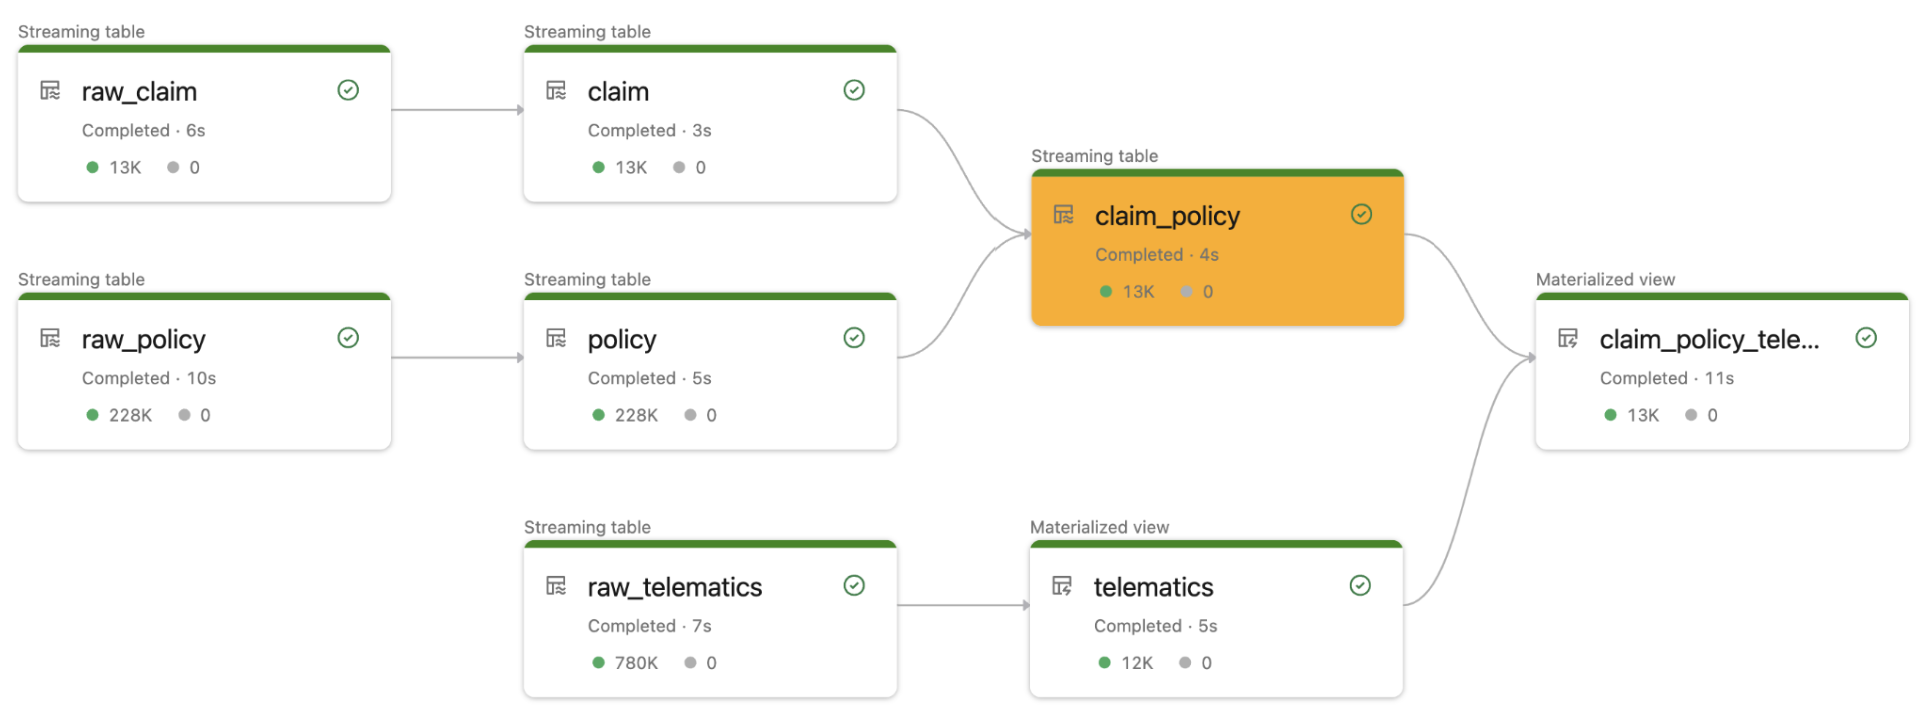 Streaming table
raw_claim
Completed · 6s
13K 0
Streaming table
claim
Completed · 3s
13K 0
Streaming table
claim_policy
Completed · 4s
13K 0
Streaming table
raw_policy
Completed · 10s
228K 0
Streaming table
policy
Completed · 5s
228K 0
Materialized view
claim_policy_tele...
Completed · 11s
13K 0
Streaming table
raw_telematics
Completed · 7s
780K 0
Materialized view
telematics
Completed · 5s
12K 0